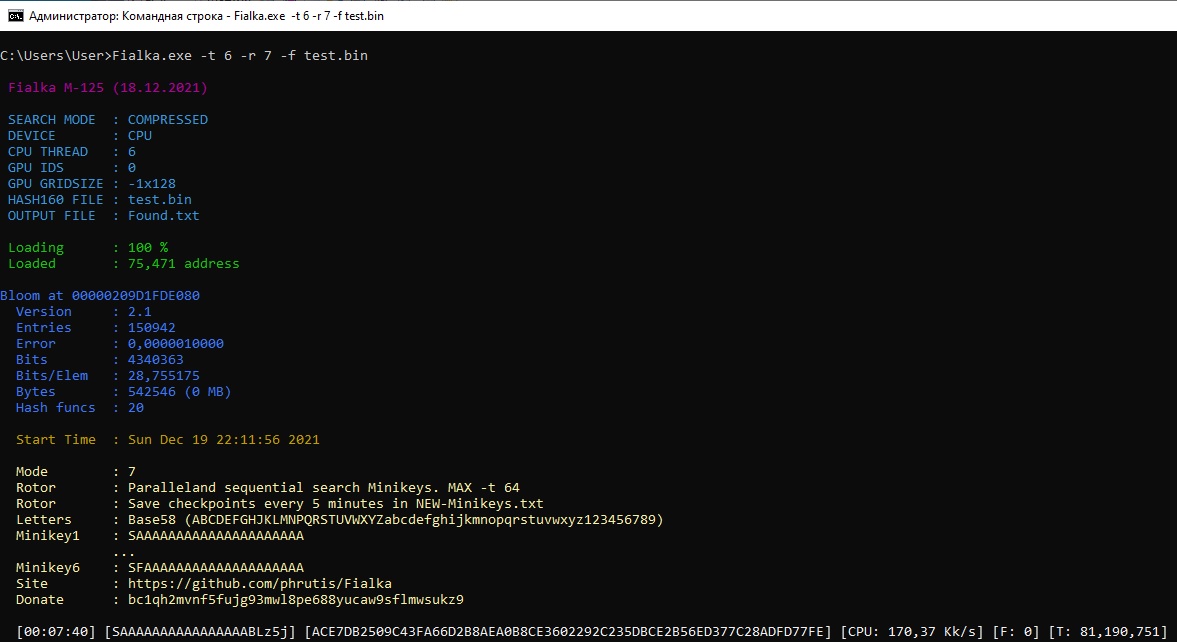 Администратор: Командная строка - Fialka.exe -t 6 -r 7 -f test.bin
C:\Users\User>Fialka.exe -t 6 -r 7 -f test.bin
Fialka M-125 (18.12.2021)
SEARCH MODE : COMPRESSED
DEVICE : CPU
CPU THREAD : 6
GPU IDS : 0
GPU GRIDSIZE : -1x128
HASH160 FILE : test.bin
OUTPUT FILE : Found.txt
Loading : 100 %
Loaded : 75,471 address
Bloom at 00000209D1FDE080
Version : 2.1
Entries : 150942
Error : 0,0000010000
Bits : 4340363
Bits/Elem : 28,755175
Bytes : 542546 (0 MB)
Hash funcs : 20
Start Time : Sun Dec 19 22:11:56 2021
Mode : 7
Rotor : Paralleland sequential search Minikeys. MAX -t 64
Rotor : Save checkpoints every 5 minutes in NEW-Minikeys.txt
Letters : Base58 (ABCDEFGHJKLMNPQRSTUVWXYZabcdefghijkmnopqrstuvwxyz123456789)
Minikey1 : SAAAAAAAAAAAAAAAAAAAAA
...
Minikey6 : SFAAAAAAAAAAAAAAAAAAAA
Site : https://github.com/phrutis/Fialka
Donate : bc1qh2mvnf5fujg93mwl8pe688yucaw9sflmwsukz9
[00:07:40] [SAAAAAAAAAAAAAAAAABLz5j] [ACE7DB2509C43FA66D2B8AEA0B8CE3602292C235DBCE2B56ED377C28ADFD77FE] [CPU: 170,37 Kk/s] [F: 0] [T: 81,190,751]